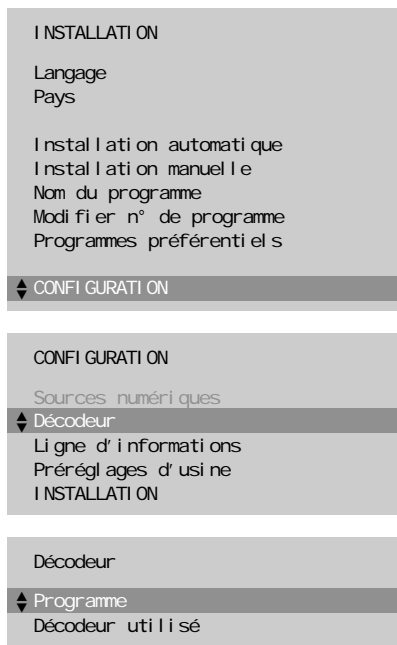 INSTALLATION
Langage
Pays
Installation automatique
Installation manuelle
Nom du programme
Modifier n° de programme
Programmes préférentiels
CONFIGURATION
CONFIGURATION
Sources numériques
Décodeur
Ligne d'informations
Préréglages d'usine
INSTALLATION
Décodeur
Programme
Décodeur utilisé